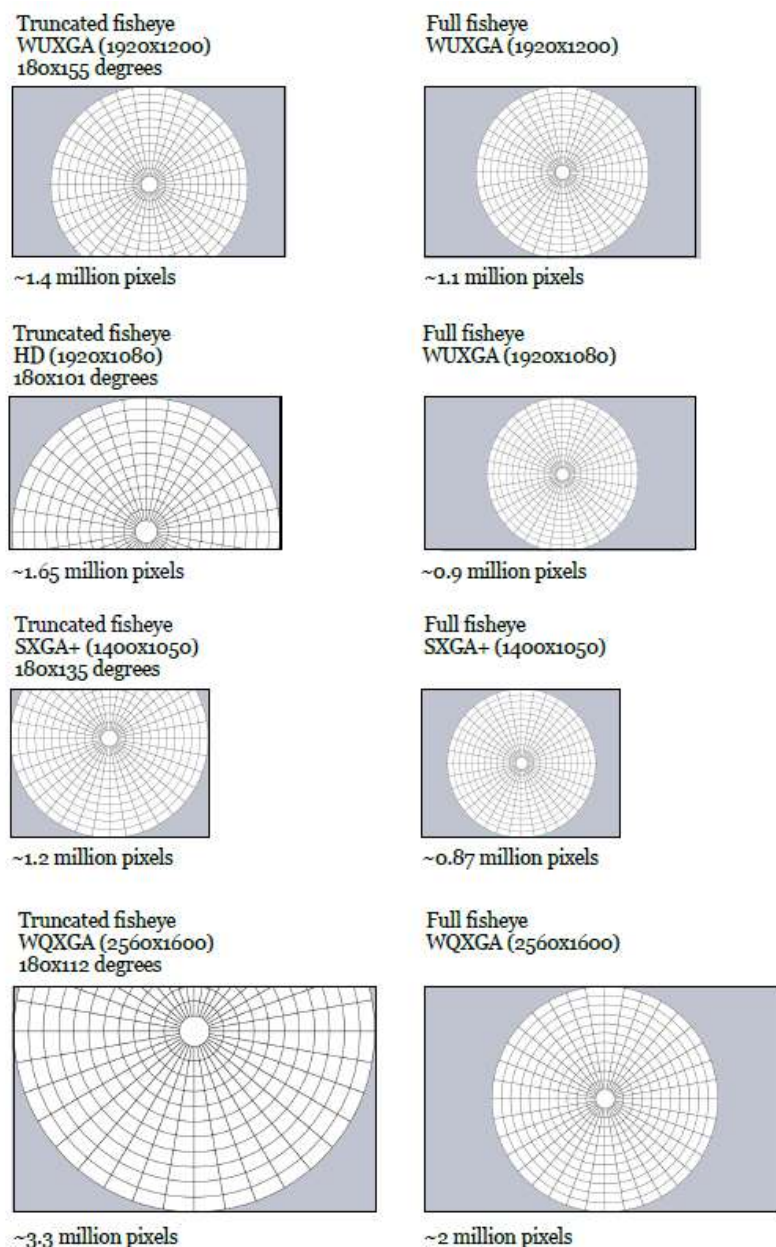 Truncated fisheye
WUXGA (1920x1200)
180x155 degrees
~1.4 million pixels
Full fisheye
WUXGA (1920x1200)
~1.1 million pixels
Truncated fisheye
HD (1920x1080)
180x101 degrees
~1.65 million pixels
Full fisheye
WUXGA (1920x1080)
~0.9 million pixels
Truncated fisheye
SXGA+ (1400x1050)
180x135 degrees
~1.2 million pixels
Full fisheye
SXGA+ (1400x1050)
~0.87 million pixels
Truncated fisheye
WQXGA (2560x1600)
180x112 degrees
~3.3 million pixels
Full fisheye
WQXGA (2560x1600)
~2 million pixels